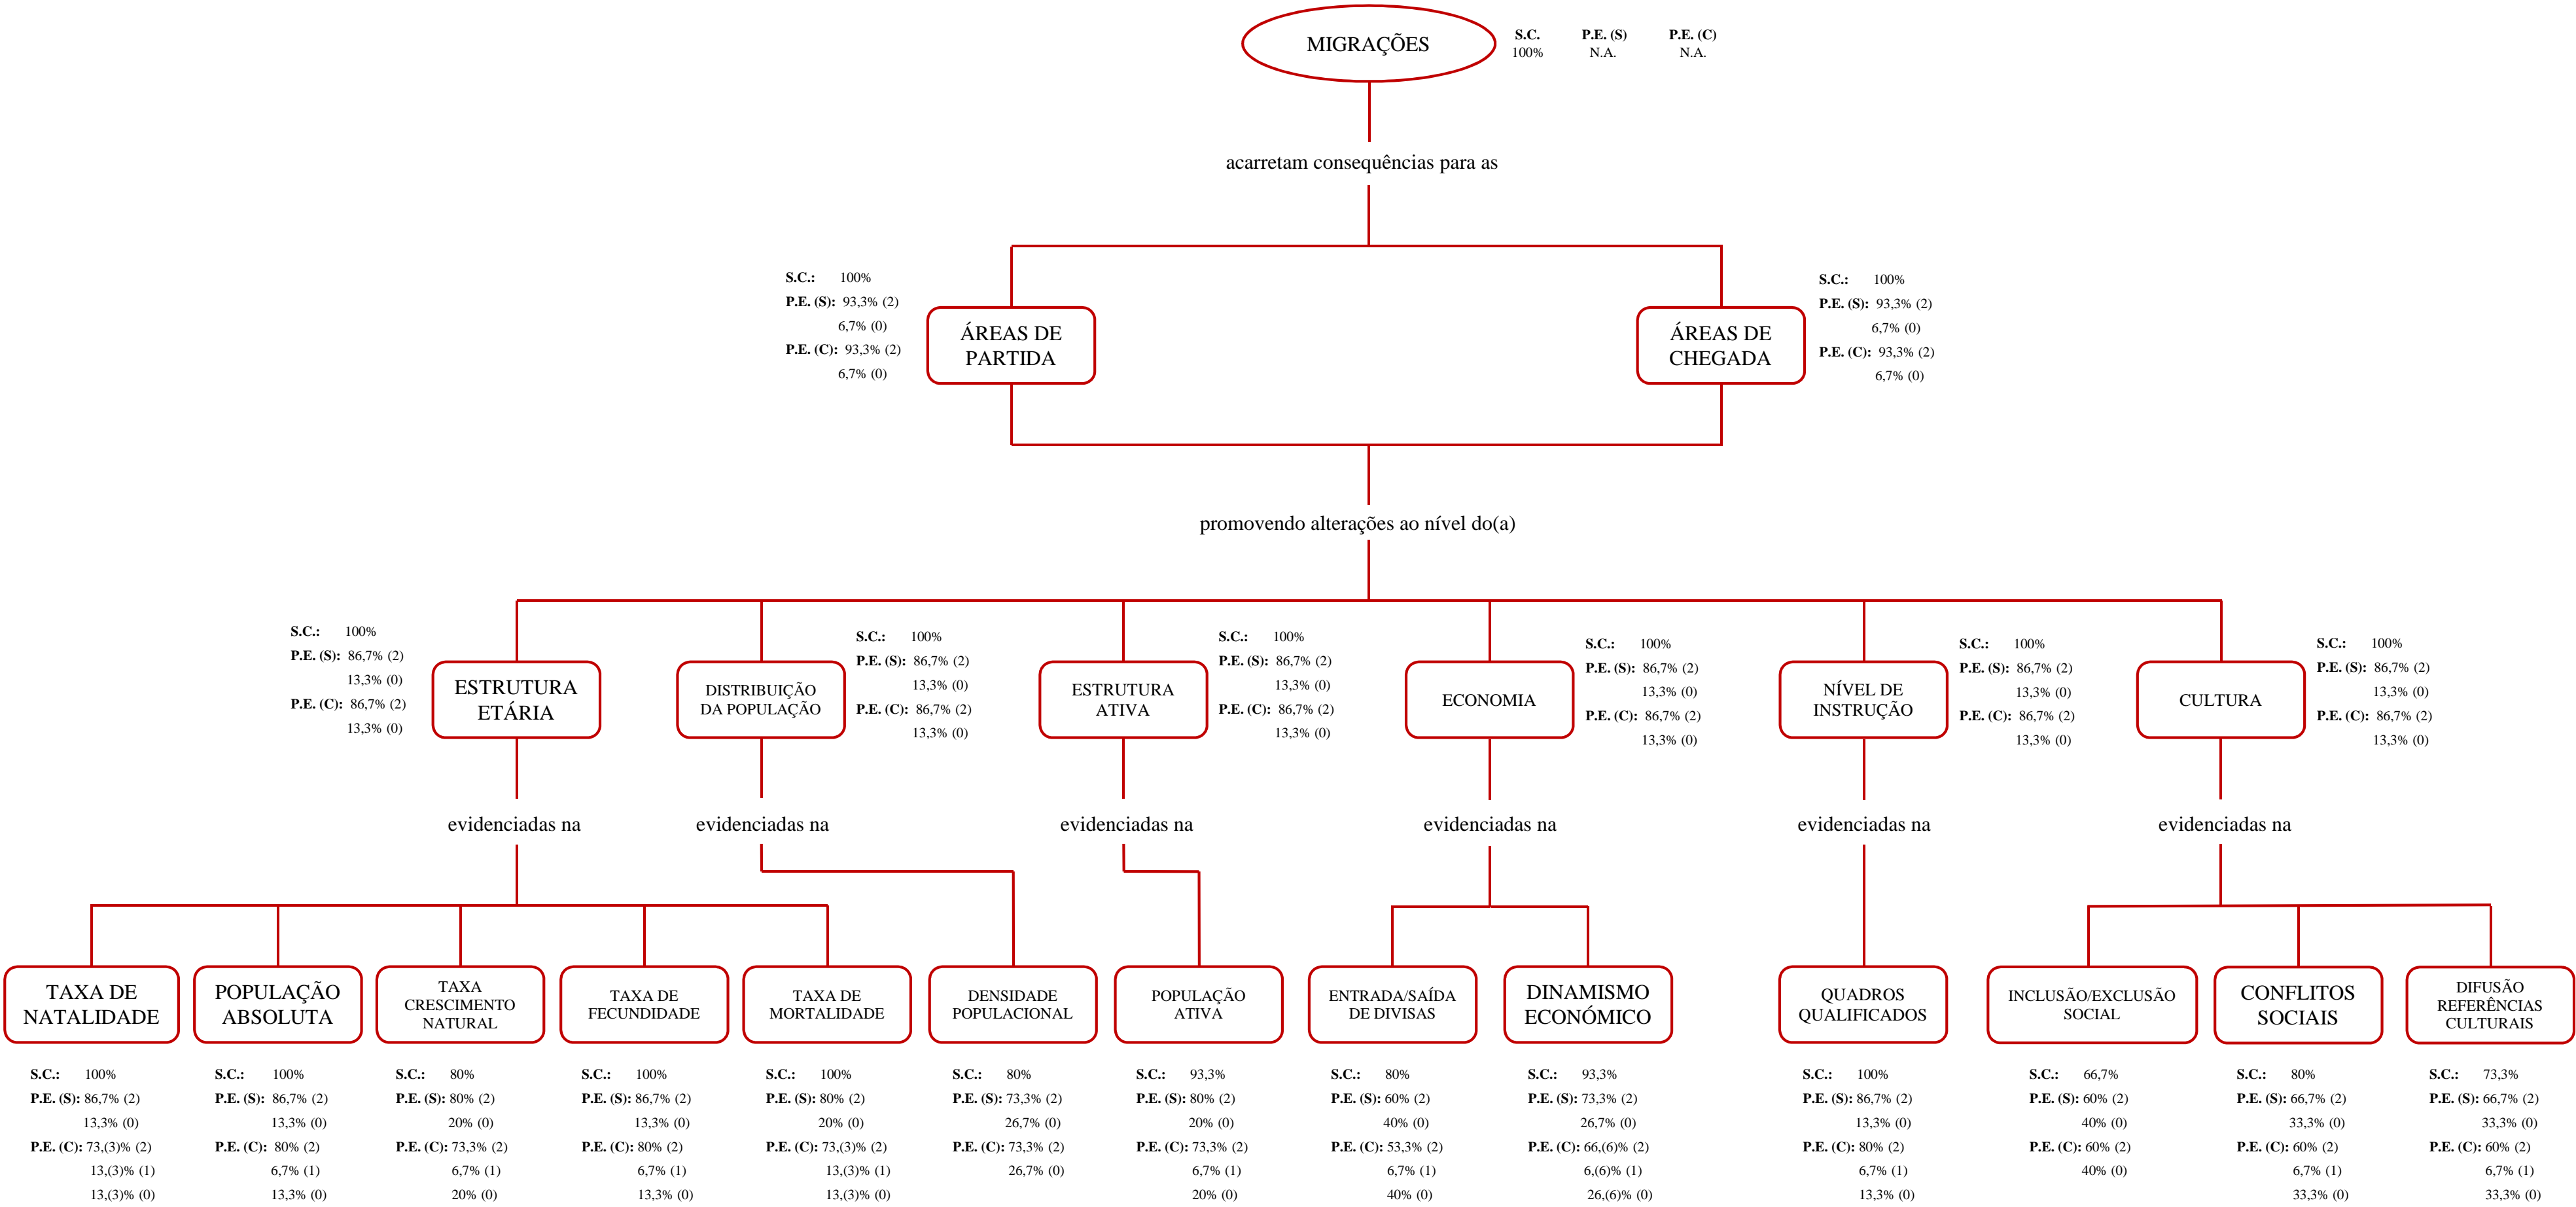 MIGRAÇÕES
S.C. P.E. (S) P.E. (C)
100% N.A. N.A.
acarretam consequências para as
S.C.: 100%
P.E. (S): 93,3% (2)
6,7% (0)
P.E. (C): 93,3% (2)
6,7% (0)
ÁREAS DE
PARTIDA
ÁREAS DE
CHEGADA
S.C.: 100%
P.E. (S): 93,3% (2)
6,7% (0)
P.E. (C): 93,3% (2)
6,7% (0)
promovendo alterações ao nível do(a)
S.C.: 100%
P.E. (S): 86,7% (2)
13,3% (0)
P.E. (C): 86,7% (2)
13,3% (0)
ESTRUTURA
ETÁRIA
DISTRIBUIÇÃO
DA POPULAÇÃO
S.C.: 100%
P.E. (S): 86,7% (2)
13,3% (0)
P.E. (C): 86,7% (2)
13,3% (0)
ESTRUTURA
ATIVA
S.C.: 100%
P.E. (S): 86,7% (2)
13,3% (0)
P.E. (C): 86,7% (2)
13,3% (0)
ECONOMIA
S.C.: 100%
P.E. (S): 86,7% (2)
13,3% (0)
P.E. (C): 86,7% (2)
13,3% (0)
NÍVEL DE
INSTRUÇÃO
S.C.: 100%
P.E. (S): 86,7% (2)
13,3% (0)
P.E. (C): 86,7% (2)
13,3% (0)
CULTURA
S.C.: 100%
P.E. (S): 86,7% (2)
13,3% (0)
P.E. (C): 86,7% (2)
13,3% (0)
evidenciadas na
evidenciadas na
evidenciadas na
evidenciadas na
evidenciadas na
evidenciadas na
TAXA DE
NATALIDADE
S.C.: 100%
P.E. (S): 86,7% (2)
13,3% (0)
P.E. (C): 73,(3)% (2)
13,(3)% (1)
13,(3)% (0)
POPULAÇÃO
ABSOLUTA
S.C.: 100%
P.E. (S): 86,7% (2)
13,3% (0)
P.E. (C): 80% (2)
6,7% (1)
13,3% (0)
TAXA
CRESCIMENTO
NATURAL
S.C.: 80%
P.E. (S): 80% (2)
20% (0)
P.E. (C): 73,3% (2)
6,7% (1)
20% (0)
TAXA DE
FECUNDIDADE
S.C.: 100%
P.E. (S): 86,7% (2)
13,3% (0)
P.E. (C): 80% (2)
6,7% (1)
13,3% (0)
TAXA DE
MORTALIDADE
S.C.: 100%
P.E. (S): 80% (2)
20% (0)
P.E. (C): 73,(3)% (2)
13,(3)% (1)
13,(3)% (0)
DENSIDADE
POPULACIONAL
S.C.: 80%
P.E. (S): 73,3% (2)
26,7% (0)
P.E. (C): 73,3% (2)
26,7% (0)
POPULAÇÃO
ATIVA
S.C.: 93,3%
P.E. (S): 80% (2)
20% (0)
P.E. (C): 73,3% (2)
6,7% (1)
20% (0)
ENTRADA/SAÍDA
DE DIVISAS
S.C.: 80%
P.E. (S): 60% (2)
40% (0)
P.E. (C): 53,3% (2)
6,7% (1)
40% (0)
DINAMISMO
ECONÓMICO
S.C.: 93,3%
P.E. (S): 73,3% (2)
26,7% (0)
P.E. (C): 66,(6)% (2)
6,(6)% (1)
26,(6)% (0)
QUADROS
QUALIFICADOS
S.C.: 100%
P.E. (S): 86,7% (2)
13,3% (0)
P.E. (C): 80% (2)
6,7% (1)
13,3% (0)
INCLUSÃO/EXCLUSÃO
SOCIAL
S.C.: 66,7%
P.E. (S): 60% (2)
40% (0)
P.E. (C): 60% (2)
40% (0)
CONFLITOS
SOCIAIS
S.C.: 80%
P.E. (S): 66,7% (2)
33,3% (0)
P.E. (C): 60% (2)
6,7% (1)
33,3% (0)
DIFUSÃO
REFERÊNCIAS
CULTURAIS
S.C.: 73,3%
P.E. (S): 66,7% (2)
33,3% (0)
P.E. (C): 60% (2)
6,7% (1)
33,3% (0)